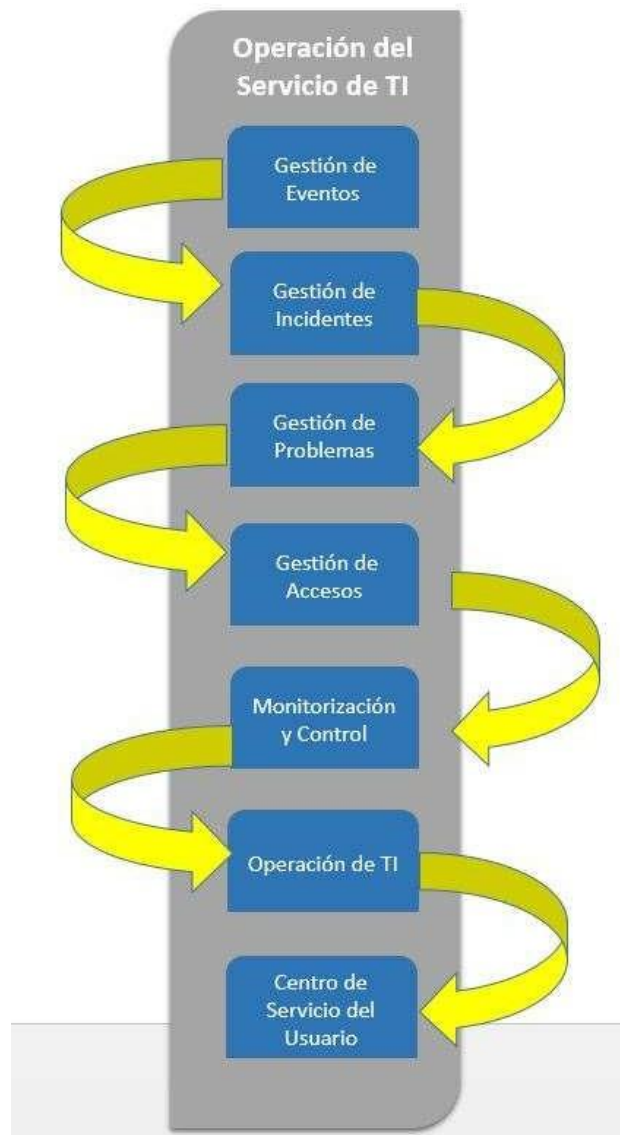 Operación del
Servicio de TI
Gestión de
Eventos
Gestión de
Incidentes
Gestión de
Problemas
Gestión de
Accesos
Monitorización
y Control
Operación de TI
Centro de
Servicio del
Usuario